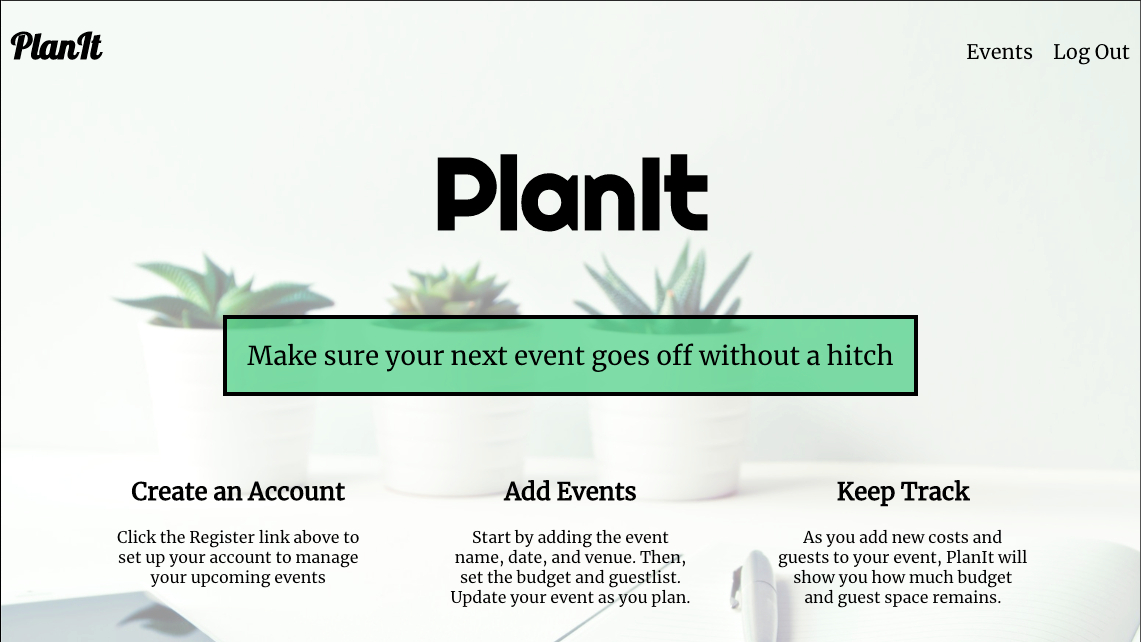 PlanIt
Events Log Out
PlanIt
Make sure your next event goes off without a hitch
Create an Account
Click the Register link above to
set up your account to manage
your upcoming events
Add Events
Start by adding the event
name, date, and venue. Then,
set the budget and guestlist.
Update your event as you plan.
Keep Track
As you add new costs and
guests to your event, PlanIt will
show you how much budget
and guest space remains.